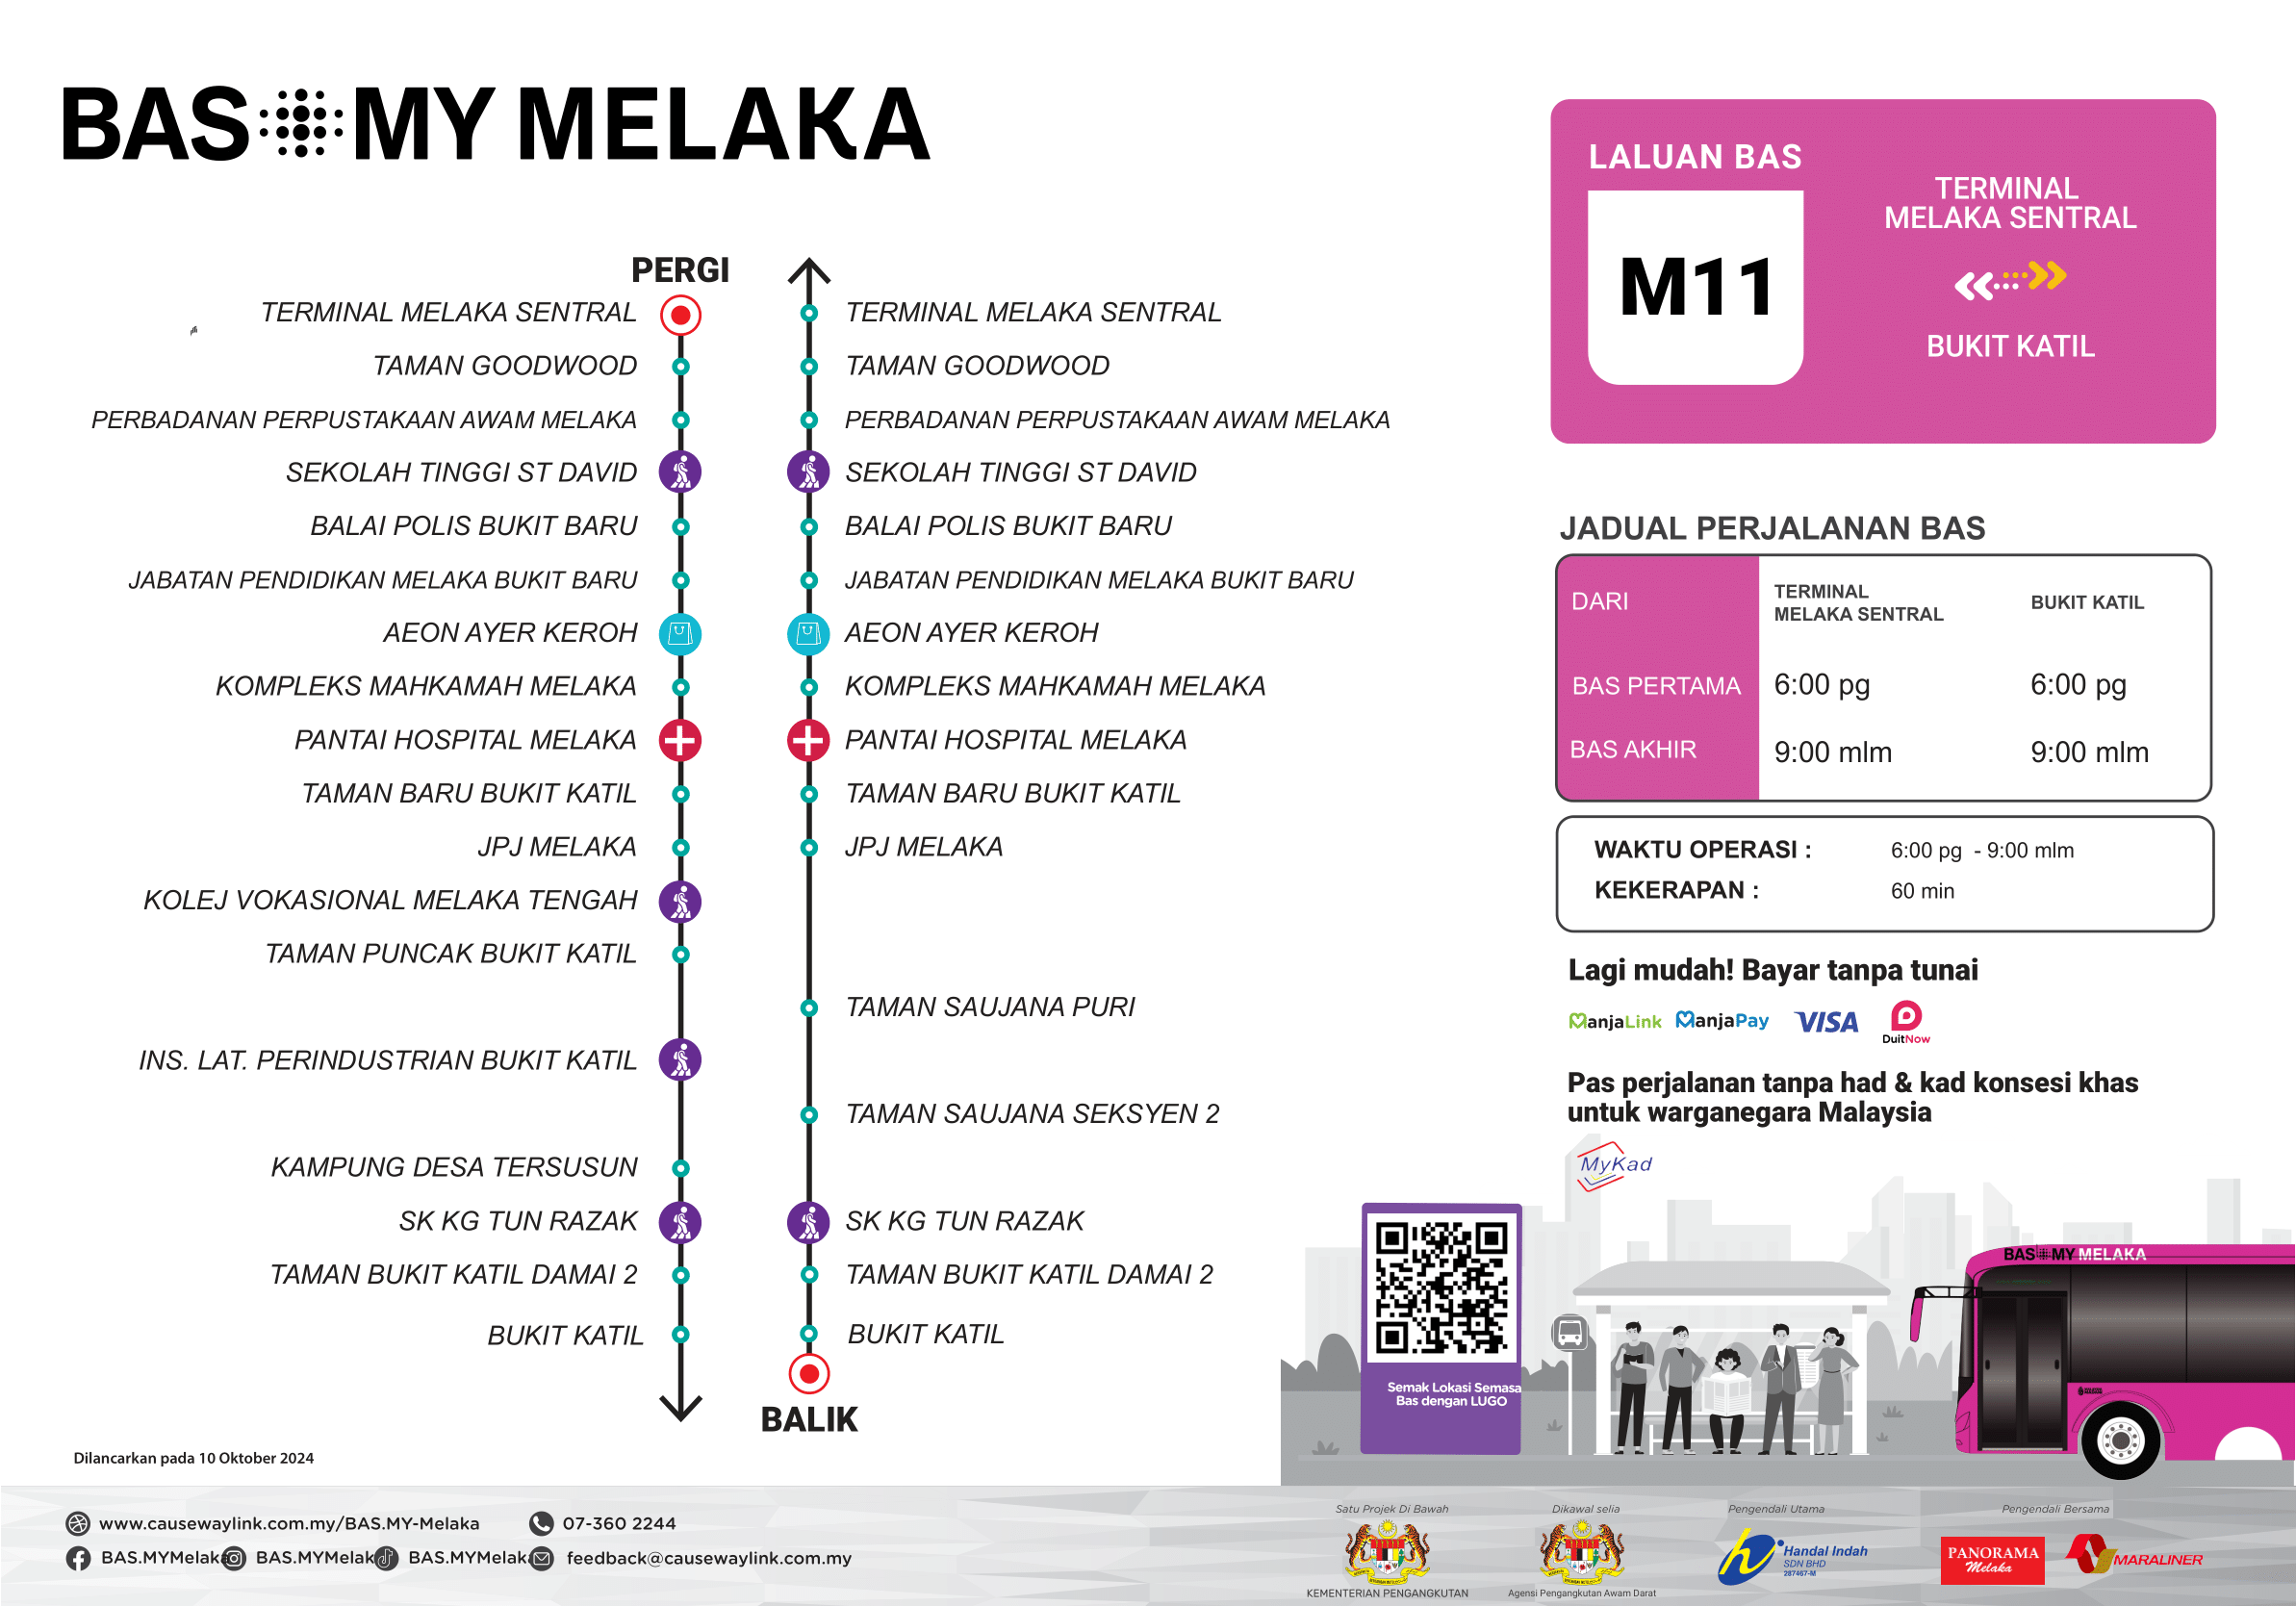 BAS MY MELAKA
PERGI
TERMINAL MELAKA SENTRAL
TAMAN GOODWOOD
PERBADANAN PERPUSTAKAAN AWAM MELAKA
SEKOLAH TINGGI ST DAVID
BALAI POLIS BUKIT BARU
JABATAN PENDIDIKAN MELAKA BUKIT BARU
AEON AYER KEROH
KOMPLEKS MAHKAMAH MELAKA
PANTAI HOSPITAL MELAKA
TAMAN BARU BUKIT KATIL
JPJ MELAKA
KOLEJ VOKASIONAL MELAKA TENGAH
TAMAN PUNCAK BUKIT KATIL
INS. LAT. PERINDUSTRIAN BUKIT KATIL
KAMPUNG DESA TERSUSUN
SK KG TUN RAZAK
TAMAN BUKIT KATIL DAMAI 2
BUKIT KATIL
TERMINAL MELAKA SENTRAL
TAMAN GOODWOOD
PERBADANAN PERPUSTAKAAN AWAM MELAKA
SEKOLAH TINGGI ST DAVID
BALAI POLIS BUKIT BARU
JABATAN PENDIDIKAN MELAKA BUKIT BARU
AEON AYER KEROH
KOMPLEKS MAHKAMAH MELAKA
PANTAI HOSPITAL MELAKA
TAMAN BARU BUKIT KATIL
JPJ MELAKA
TAMAN SAUJANA PURI
TAMAN SAUJANA SEKSYEN 2
SK KG TUN RAZAK
TAMAN BUKIT KATIL DAMAI 2
BUKIT KATIL
BALIK
Dilancarkan pada 10 Oktober 2024
LALUAN BAS
M11
TERMINAL
MELAKA SENTRAL
BUKIT KATIL
JADUAL PERJALANAN BAS
DARI
TERMINAL
MELAKA SENTRAL
BUKIT KATIL
BAS PERTAMA 6:00 pg 6:00 pg
BAS AKHIR 9:00 mlm 9:00 mlm
WAKTU OPERASI : 6:00 pg - 9:00 mlm
KEKERAPAN : 60 min
Lagi mudah! Bayar tanpa tunai
ManjaLink ManjaPay VISA DuitNow
Pas perjalanan tanpa had & kad konsesi khas
untuk warganegara Malaysia
MyKad
Semak Lokasi Semasa
Bas dengan LUGO
BAS MY MELAKA
www.causewaylink.com.my/BAS.MY-Melaka 07-360 2244
BAS.MYMelaka BAS.MYMelaka BAS.MYMelaka feedback@causewaylink.com.my
Satu Projek Di Bawah
KEMENTERIAN PENGANGKUTAN
Dikawal selia
Agensi Pengangkutan Awam Darat
Pengendali Utama
Handal Indah
SDN BHD
287467-M
Pengendali Bersama
PANORAMA
Melaka
MARALINER